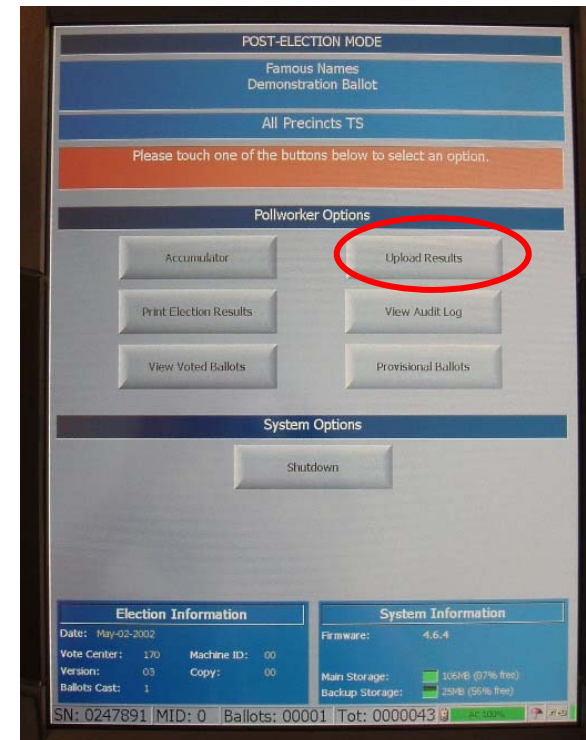 POST-ELECTION MODE
Famous Names
Demonstration Ballot
All Precincts TS
Please touch one of the buttons below to select an option.
Pollworker Options
Accumulator Upload Results
Print Election Results View Audit Log
View Voted Ballots Provisional Ballots
System Options
Shutdown
Election Information System Information
Date: May-02-2002 Firmware: 4.6.4
Vote Center: 170 Machine ID: 00
Version: 03 Copy: 00 Main Storage: 106MB (87% free)
Ballots Cast: 1 Backup Storage: 25MB (56% free)
SN: 0247891 MID: 0 Ballots: 00001 Tot: 0000043 AC 100%